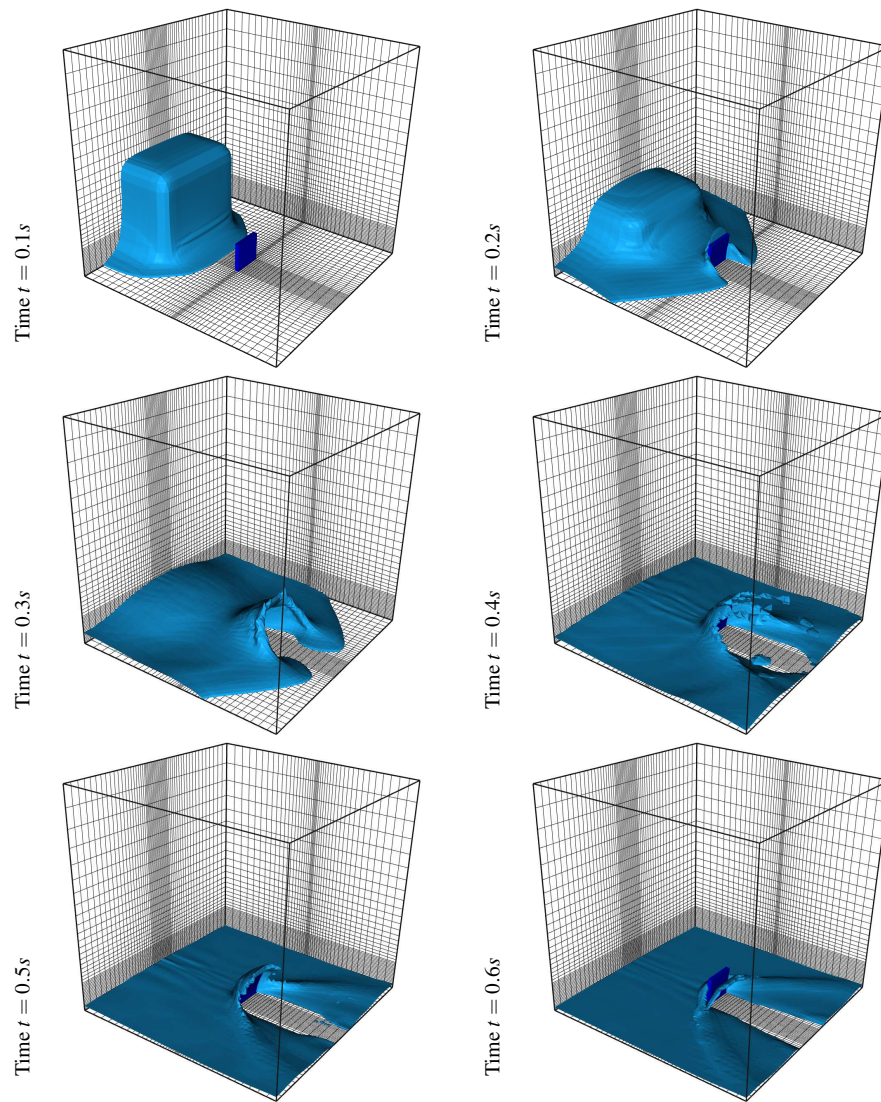 Time t = 0.1s
Time t = 0.2s
Time t = 0.3s
Time t = 0.4s
Time t = 0.5s
Time t = 0.6s